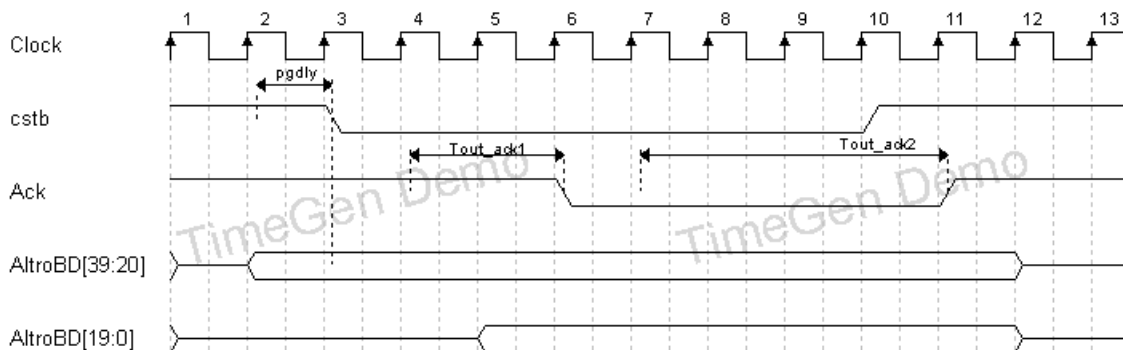 1 2 3 4 5 6 7 8 9 10 11 12 13
Clock
pgdly
cstb
Tout_ack1 Tout_ack2
Ack
TimeGen Demo TimeGen Demo
AltroBD[39:20]
AltroBD[19:0]